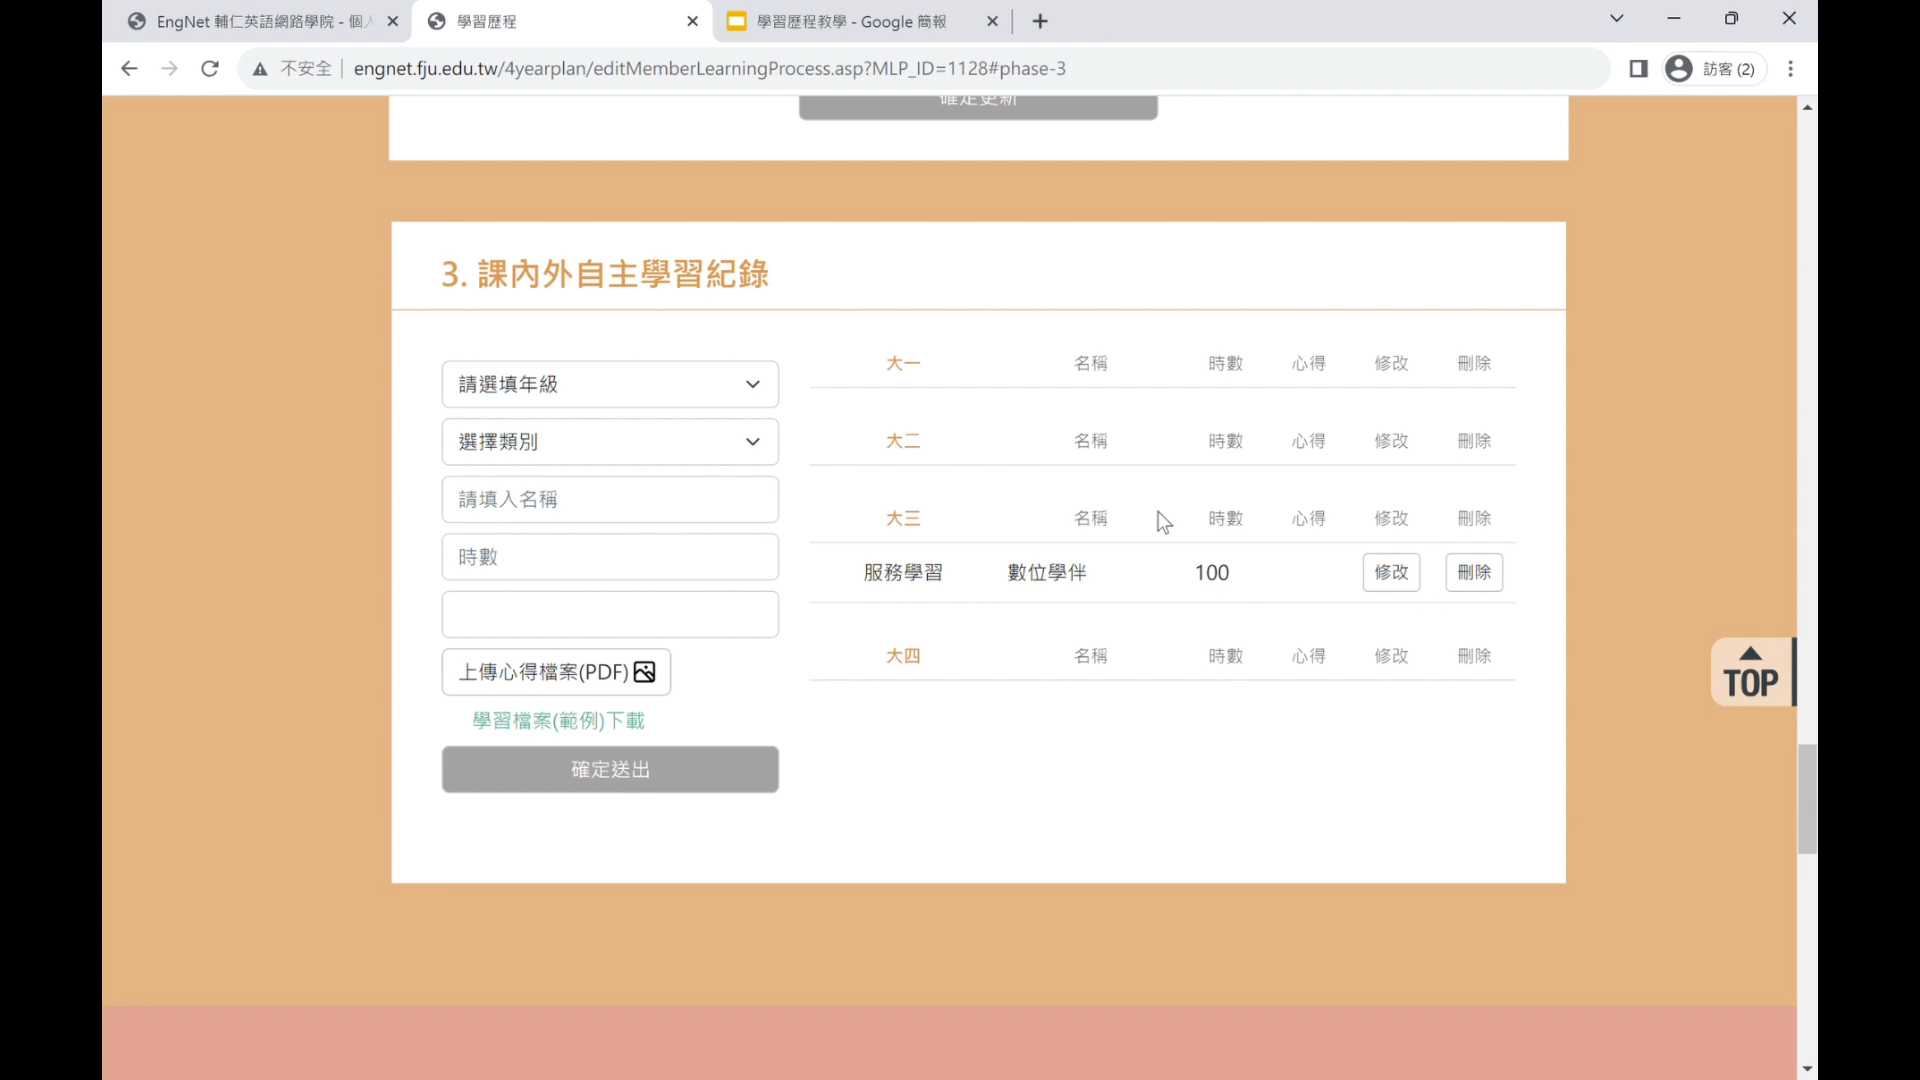 EngNet 輔仁英語網路學院 - 個人
學習歷程
學習歷程教學 - Google 簡報
不安全
engnet.fju.edu.tw/4yearplan/editMemberLearningProcess.asp?MLP_ID=1128#phase-3
訪客 (2)
確定更新
3. 課內外自主學習紀錄
請選填年級
選擇類別
請填入名稱
時數
上傳心得檔案(PDF)
學習檔案(範例)下載
確定送出
大一 名稱 時數 心得 修改 刪除
大二 名稱 時數 心得 修改 刪除
大三 名稱 時數 心得 修改 刪除
服務學習 數位學伴 100 修改 刪除
大四 名稱 時數 心得 修改 刪除
TOP